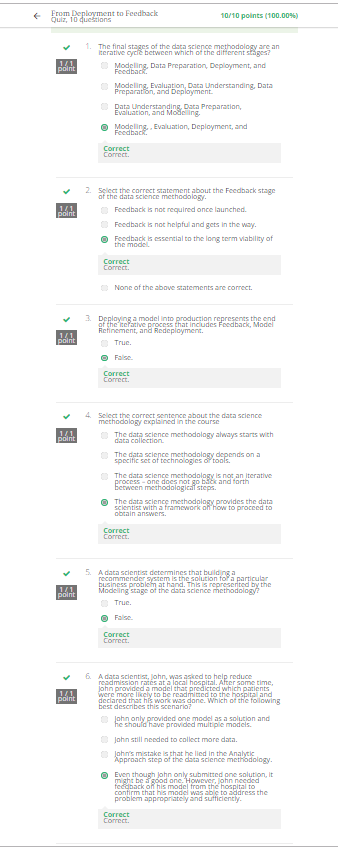 From Deployment to Feedback
Quiz, 10 questions
10/10 points (100.00%)
1. The final stages of the data science methodology are an
iterative cycle between which of the different stages?
1 / 1
point
Modelling, Data Preparation, Deployment, and
Feedback.
Modelling, Evaluation, Data Understanding, Data
Preparation, and Deployment.
Data Understanding, Data Preparation,
Evaluation, and Modelling.
Modelling, , Evaluation, Deployment, and
Feedback.
Correct
Correct.
2. Select the correct statement about the Feedback stage
of the data science methodology.
1 / 1
point
Feedback is not required once launched.
Feedback is not helpful and gets in the way.
Feedback is essential to the long term viability of
the model.
Correct
Correct.
None of the above statements are correct.
3. Deploying a model into production represents the end
of the iterative process that includes Feedback, Model
Refinement, and Redeployment.
1 / 1
point
True.
False.
Correct
Correct.
4. Select the correct sentence about the data science
methodology explained in the course
1 / 1
point
The data science methodology always starts with
data collection.
The data science methodology depends on a
specific set of technologies or tools.
The data science methodology is not an iterative
process – one does not go back and forth
between methodological steps.
The data science methodology provides the data
scientist with a framework on how to proceed to
obtain answers.
Correct
Correct.
5. A data scientist determines that building a
recommender system is the solution for a particular
business problem at hand. This is represented by the
Modeling stage of the data science methodology?
1 / 1
point
True.
False.
Correct
Correct.
6. A data scientist, John, was asked to help reduce
readmission rates at a local hospital. After some time,
John provided a model that predicted which patients
were more likely to be readmitted to the hospital and
declared that his work was done. Which of the following
best describes this scenario?
1 / 1
point
John only provided one model as a solution and
he should have provided multiple models.
John still needed to collect more data.
John's mistake is that he lied in the Analytic
Approach step of the data science methodology.
Even though John only submitted one solution, it
might be a good one. However, John needed
feedback on his model from the hospital to
confirm that his model was able to address the
problem appropriately and sufficiently.
Correct
Correct.